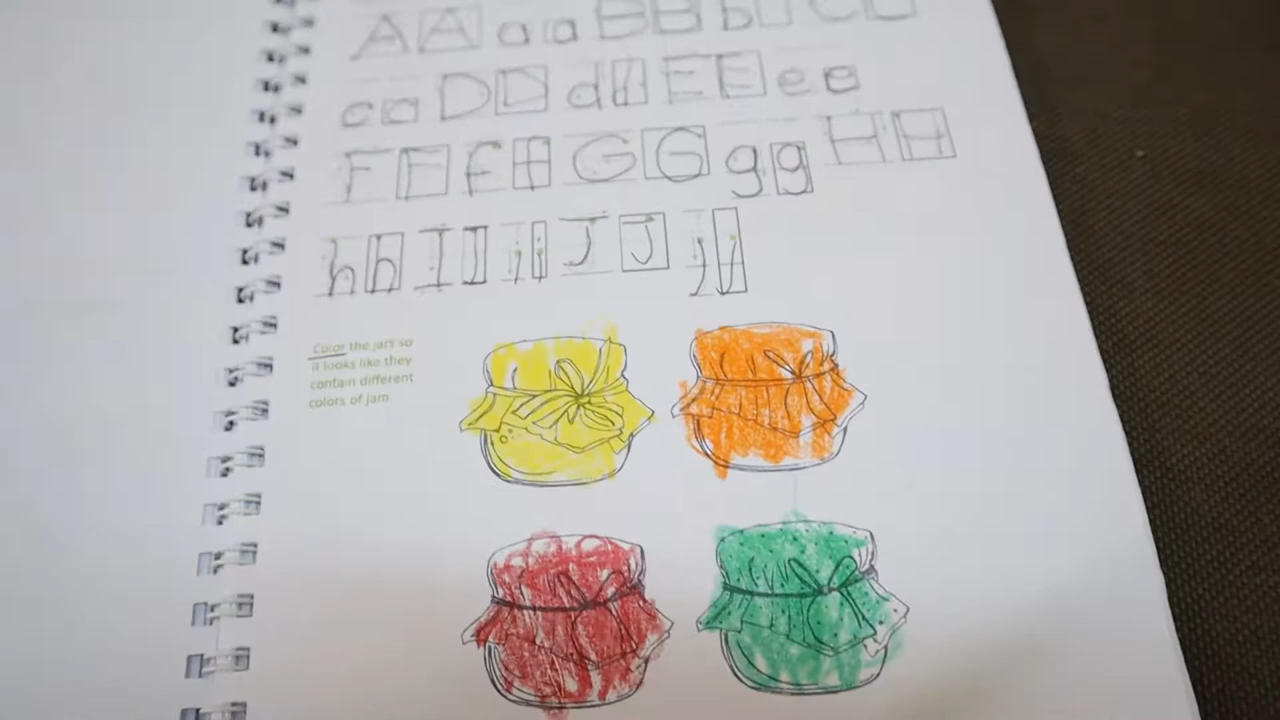 A A a a B B b b C C
c c D D d d E E e e
F F f f G G g g H H
h h I I i i J J j j
Color the jars so
it looks like they
contain different
colors of jam.